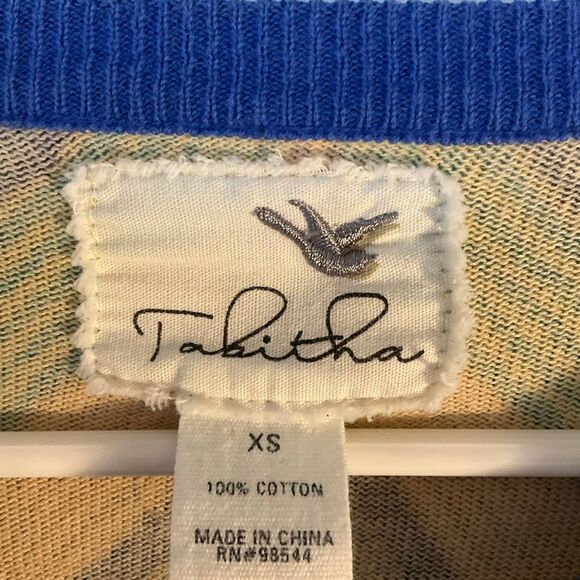 Tabitha
XS
100% COTTON
MADE IN CHINA
RN#98544